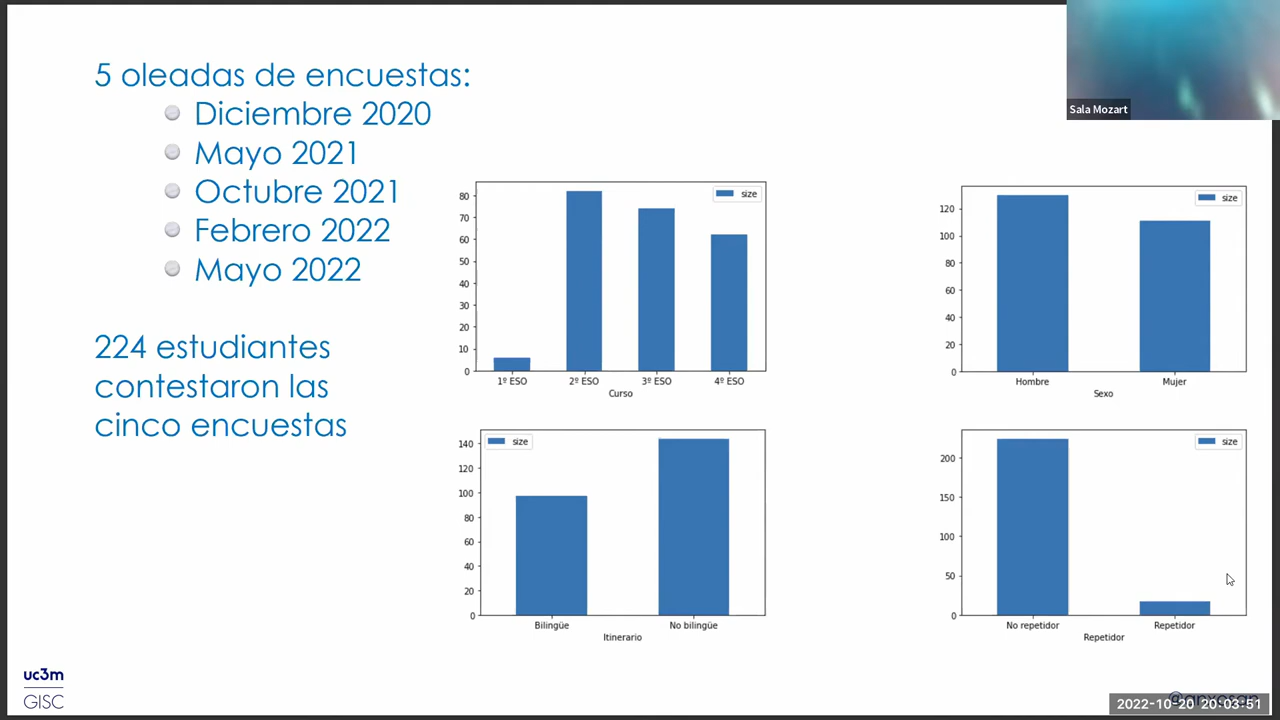 5 oleadas de encuestas:
Diciembre 2020
Mayo 2021
Octubre 2021
Febrero 2022
Mayo 2022
224 estudiantes
contestaron las
cinco encuestas
Sala Mozart
size
80
70
60
50
40
30
20
10
0
1º ESO 2º ESO 3º ESO 4º ESO
Curso
size
120
100
80
60
40
20
0
Hombre Mujer
Sexo
size
140
120
100
80
60
40
20
0
Bilingüe No bilingüe
Itinerario
size
200
150
100
50
0
No repetidor Repetidor
Repetidor
uc3m
GISC
2022-10-20 20:03:51